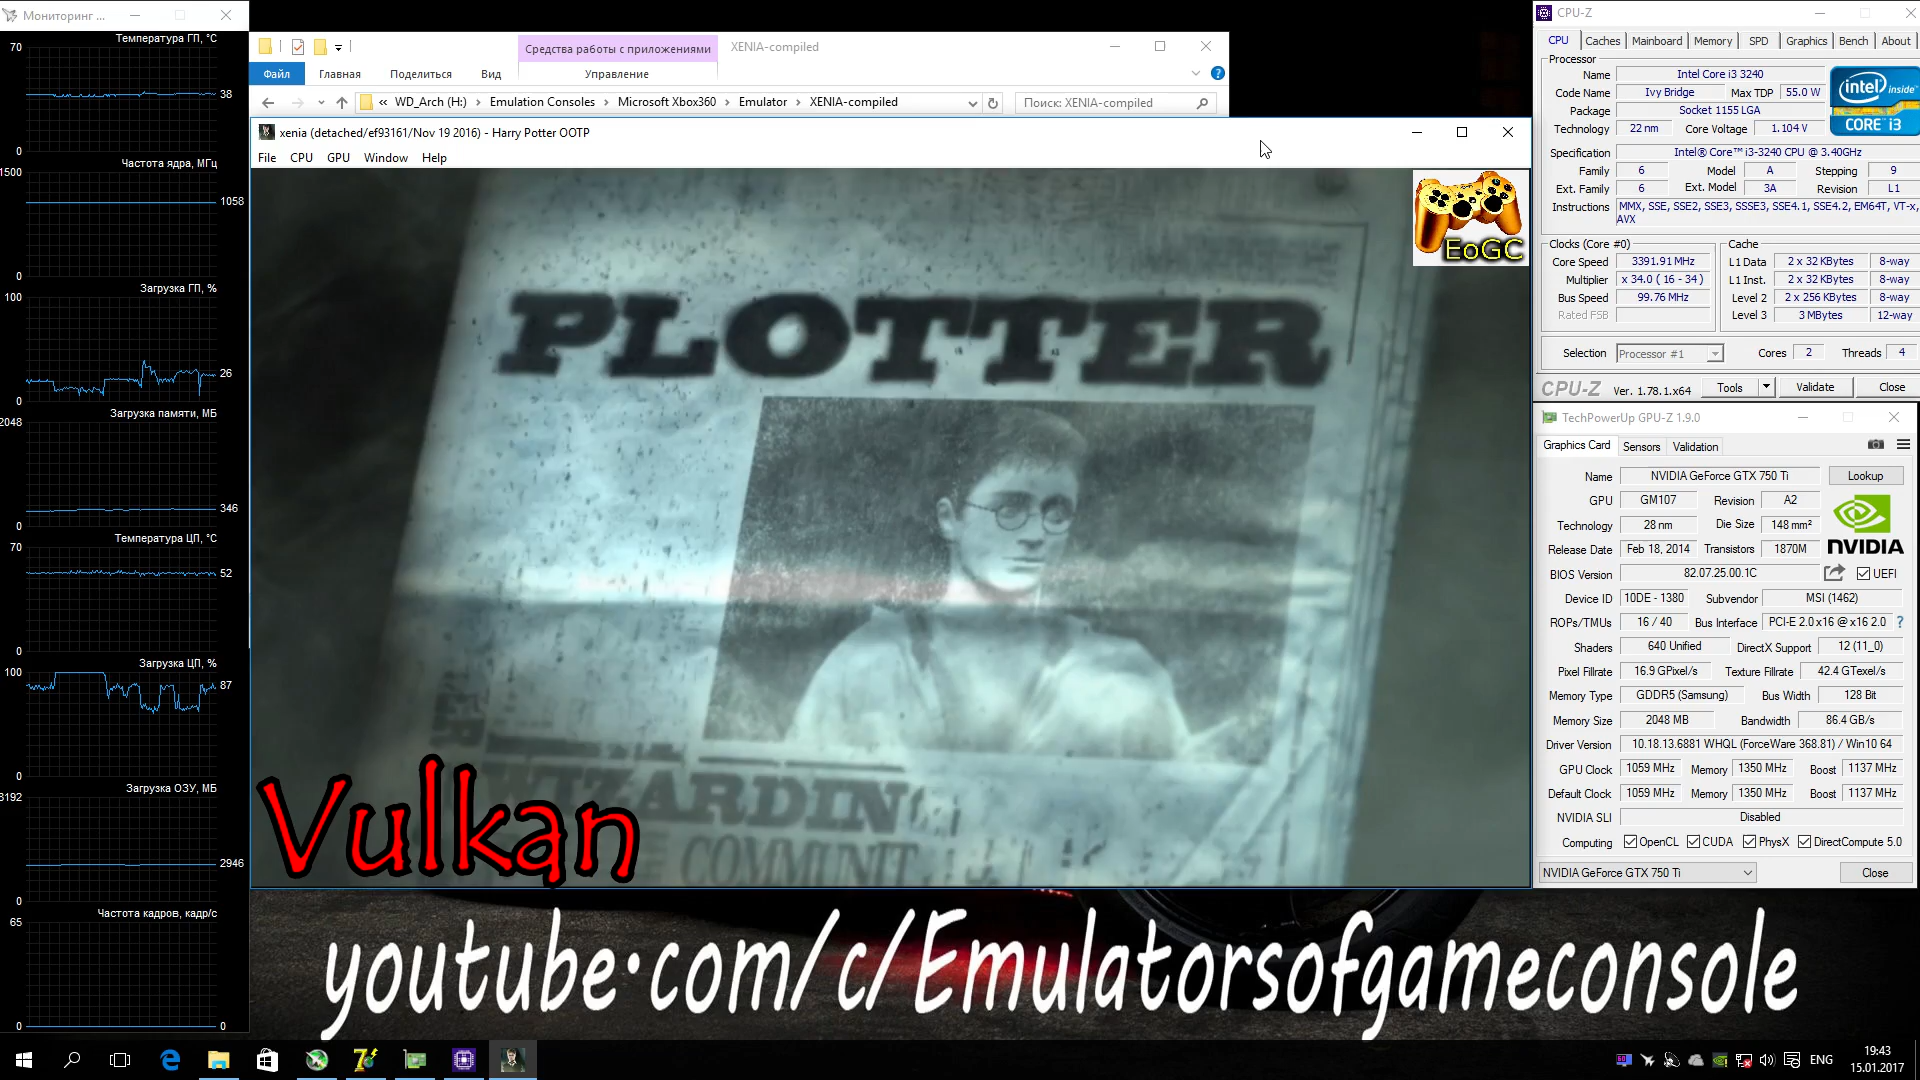 Мониторинг ...
Температура ГП, °C
70
38
0
Частота ядра, МГц
1500
1058
0
Загрузка ГП, %
100
26
0
Загрузка памяти, МБ
2048
346
0
Температура ЦП, °C
70
52
0
Загрузка ЦП, %
100
87
0
Загрузка ОЗУ, МБ
8192
2946
0
Частота кадров, кадр/с
65
0
0
Средства работы с приложениями
XENIA-compiled
Файл
Главная
Поделиться
Вид
Управление
« WD_Arch (H:) › Emulation Consoles › Microsoft Xbox360 › Emulator › XENIA-compiled
Поиск: XENIA-compiled
xenia (detached/ef93161/Nov 19 2016) - Harry Potter OOTP
File CPU GPU Window Help
EoGC
PLOTTER
WIZARDING
COMMUNIT
Vulkan
youtube.com/c/Emulatorsofgameconsole
CPU-Z
CPU Caches Mainboard Memory SPD Graphics Bench About
Processor
Name Intel Core i3 3240
Code Name Ivy Bridge Max TDP 55.0 W
Package Socket 1155 LGA
Technology 22 nm Core Voltage 1.104 V
intel inside™
CORE i3
Specification Intel® Core™ i3-3240 CPU @ 3.40GHz
Family 6 Model A Stepping 9
Ext. Family 6 Ext. Model 3A Revision L1
Instructions MMX, SSE, SSE2, SSE3, SSSE3, SSE4.1, SSE4.2, EM64T, VT-x,
AVX
Clocks (Core #0)
Core Speed 3391.91 MHz
Multiplier x 34.0 ( 16 - 34 )
Bus Speed 99.76 MHz
Rated FSB
Cache
L1 Data 2 x 32 KBytes 8-way
L1 Inst. 2 x 32 KBytes 8-way
Level 2 2 x 256 KBytes 8-way
Level 3 3 MBytes 12-way
Selection Processor #1 Cores 2 Threads 4
CPU-Z Ver. 1.78.1.x64 Tools Validate Close
TechPowerUp GPU-Z 1.9.0
Graphics Card Sensors Validation
Name NVIDIA GeForce GTX 750 Ti Lookup
GPU GM107 Revision A2
Technology 28 nm Die Size 148 mm²
Release Date Feb 18, 2014 Transistors 1870M
NVIDIA
BIOS Version 82.07.25.00.1C UEFI
Device ID 10DE - 1380 Subvendor MSI (1462)
ROPs/TMUs 16 / 40 Bus Interface PCI-E 2.0 x16 @ x16 2.0 ?
Shaders 640 Unified DirectX Support 12 (11_0)
Pixel Fillrate 16.9 GPixel/s Texture Fillrate 42.4 GTexel/s
Memory Type GDDR5 (Samsung) Bus Width 128 Bit
Memory Size 2048 MB Bandwidth 86.4 GB/s
Driver Version 10.18.13.6881 WHQL (ForceWare 368.81) / Win10 64
GPU Clock 1059 MHz Memory 1350 MHz Boost 1137 MHz
Default Clock 1059 MHz Memory 1350 MHz Boost 1137 MHz
NVIDIA SLI Disabled
Computing OpenCL CUDA PhysX DirectCompute 5.0
NVIDIA GeForce GTX 750 Ti Close
ENG
19:43
15.01.2017